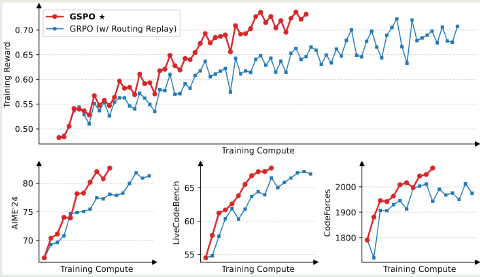 GSPO ★
GRPO (w/ Routing Replay)
Training Reward
0.70
0.65
0.60
0.55
0.50
Training Compute
AIME'24
80
75
70
Training Compute
LiveCodeBench
65
60
55
Training Compute
CodeForces
2000
1900
1800
Training Compute